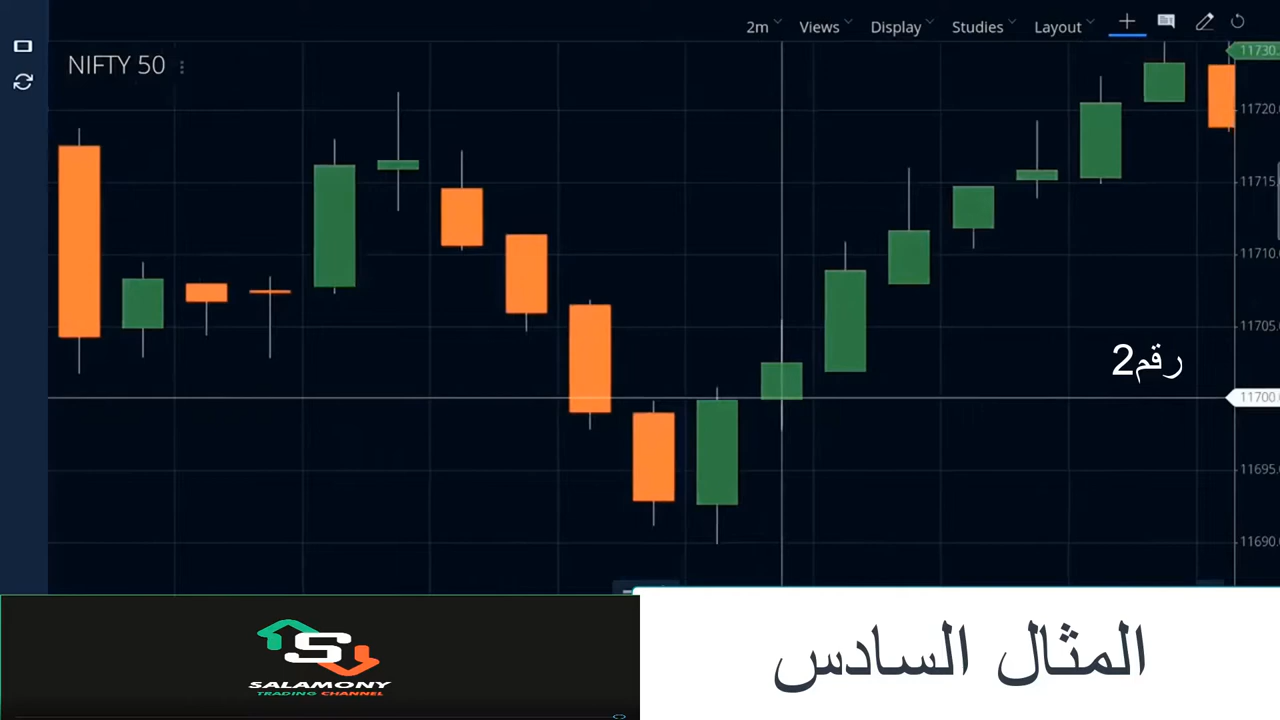 2m Views Display Studies Layout
NIFTY 50
11730.
11720.
11715.
11710.
11705.
رقم2
11700.
11695.
11690.
المثال السادس
S
SALAMONY
TRADING CHANNEL